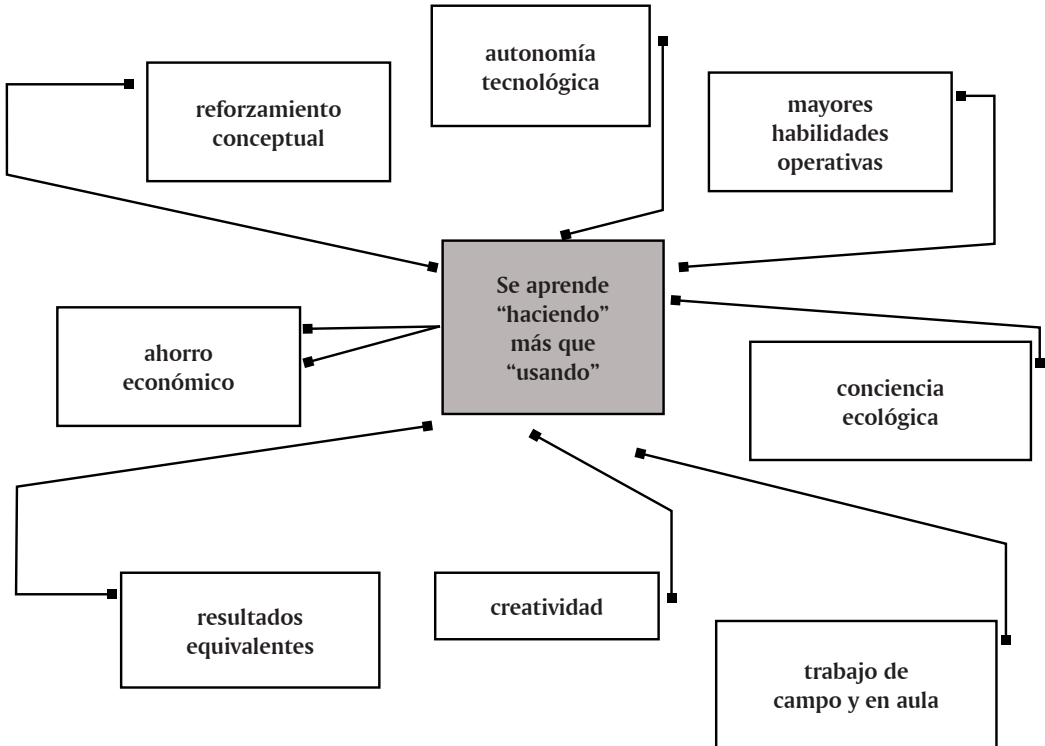 autonomía
tecnológica
reforzamiento
conceptual
mayores
habilidades
operativas
Se aprende
“haciendo”
más que
“usando”
ahorro
económico
conciencia
ecológica
resultados
equivalentes
creatividad
trabajo de
campo y en aula